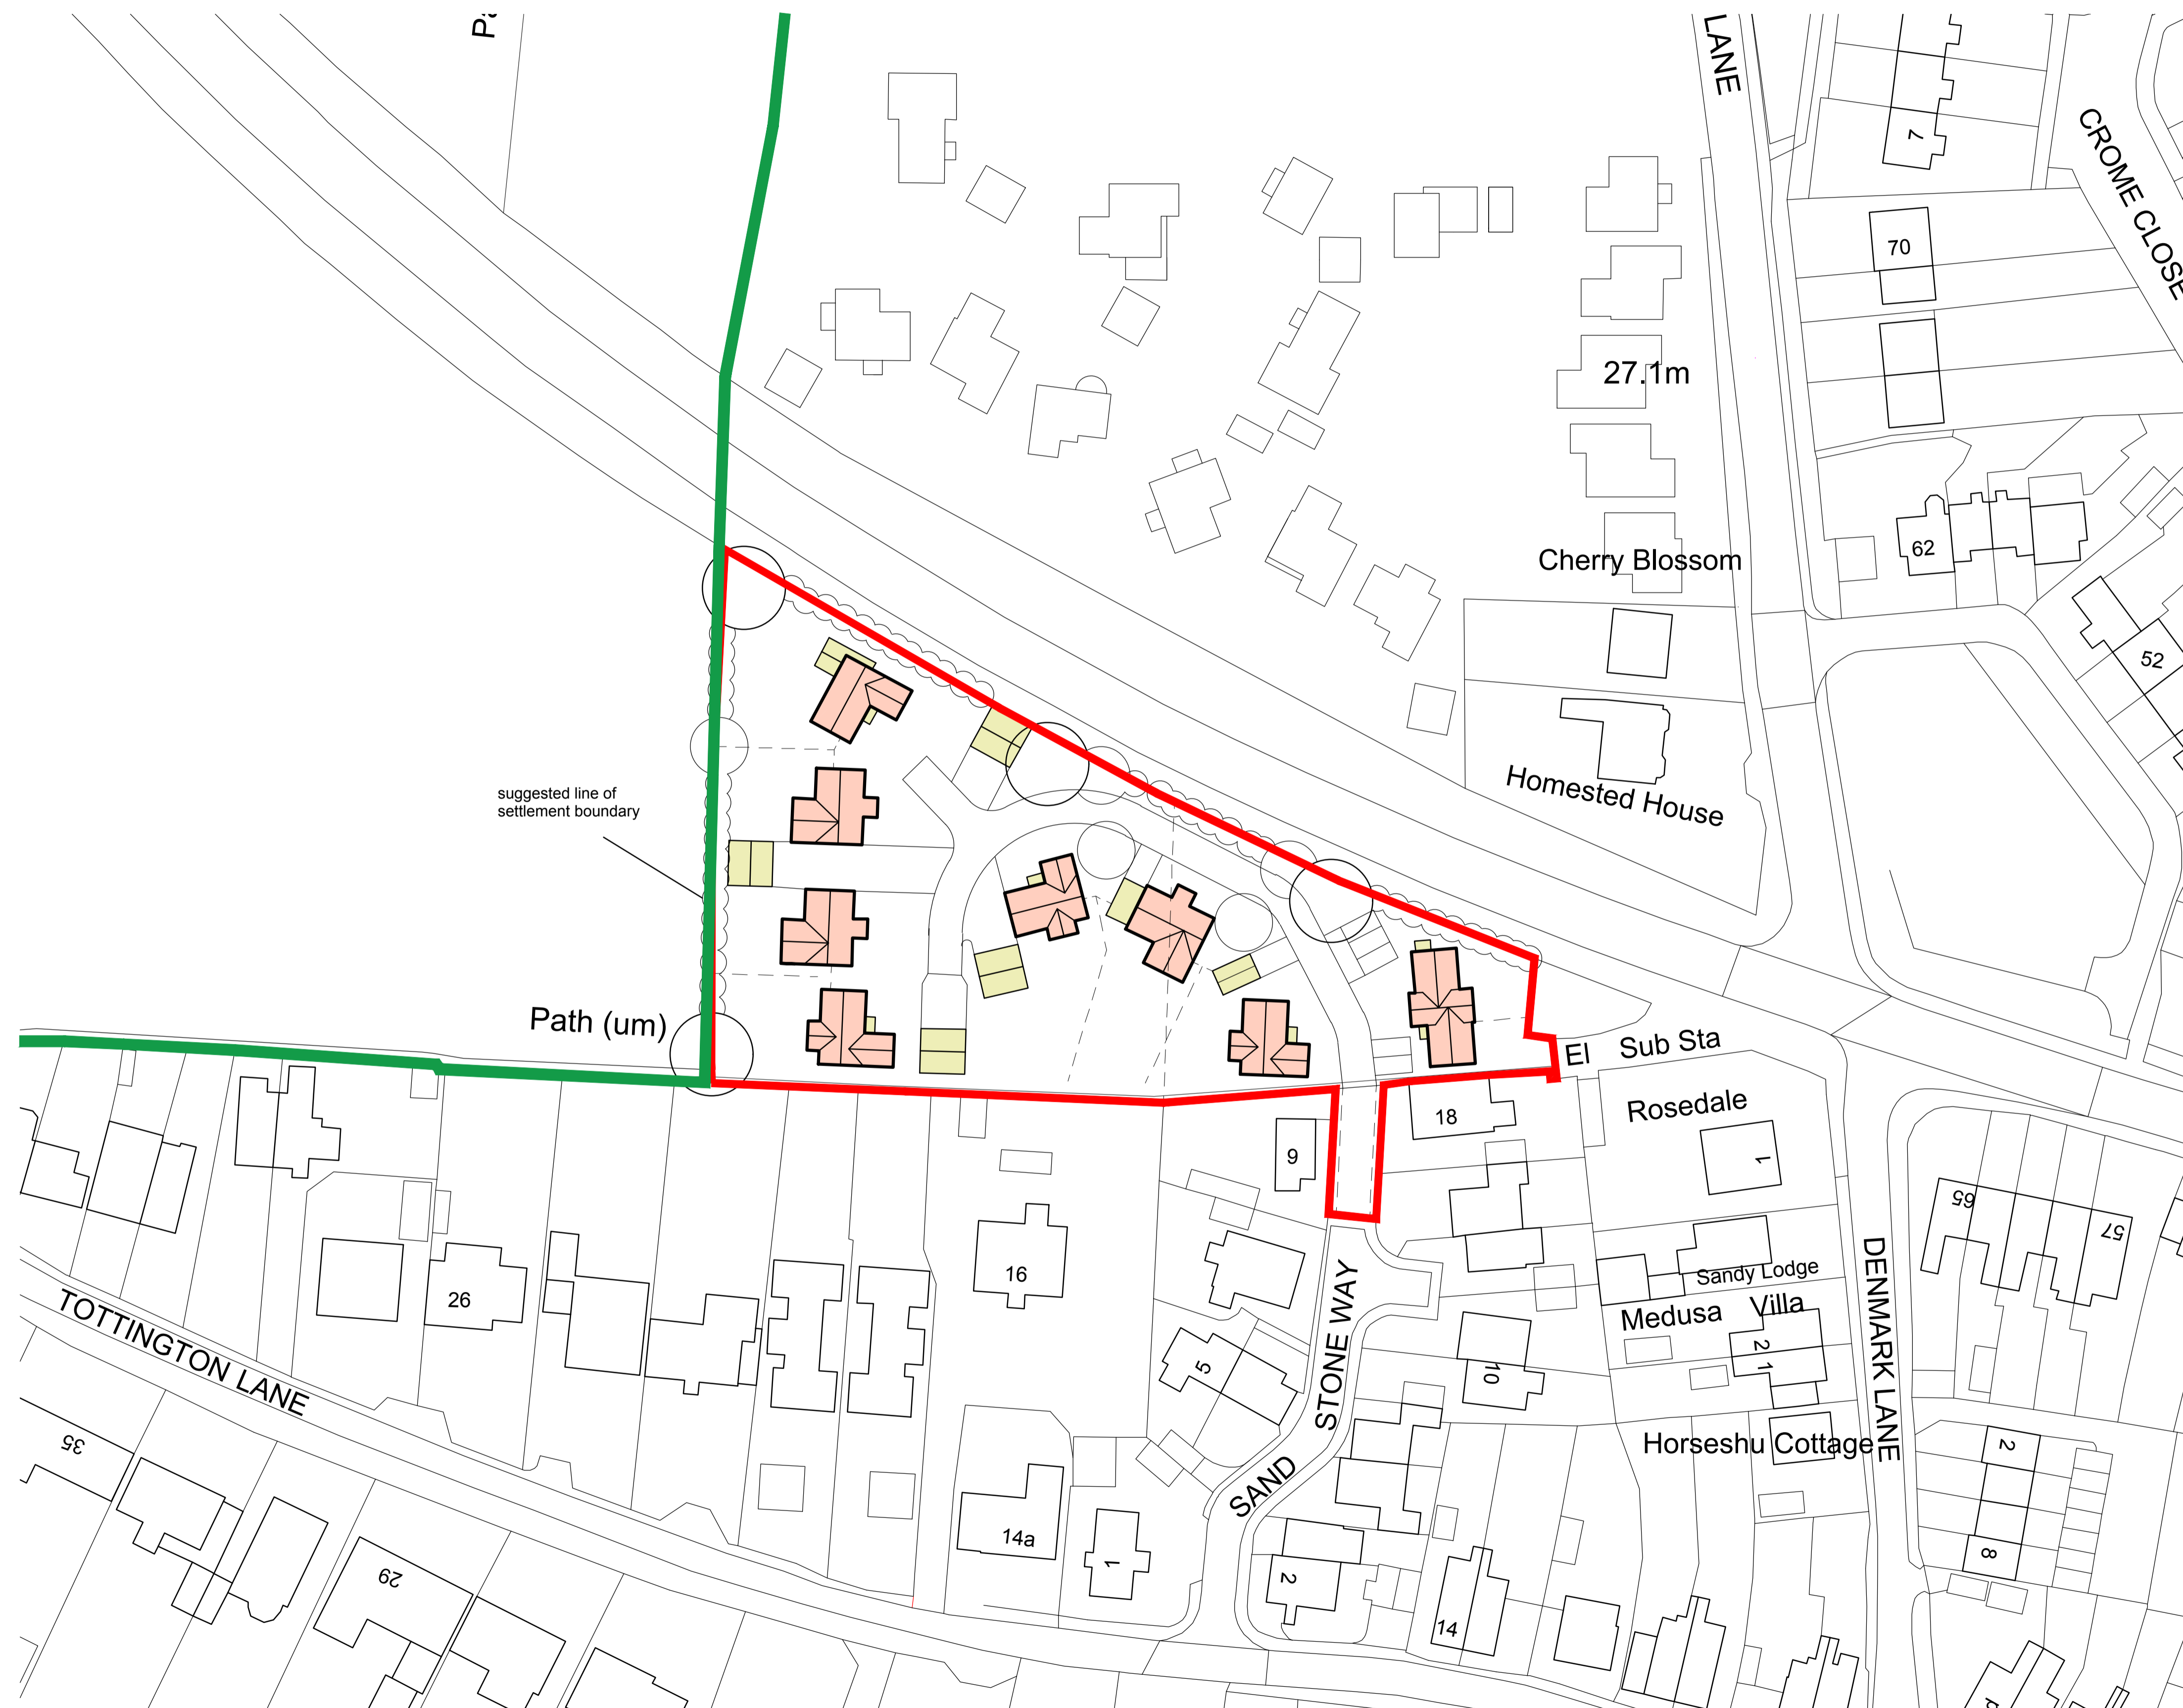 Pa
LANE
7
CROME CLOSE
70
27.1m
Cherry Blossom
62
52
Homested House
suggested line of
settlement boundary
Path (um)
El Sub Sta
Rosedale
18
9
1
65
57
16
26
Sandy Lodge
Medusa Villa
2
1
TOTTINGTON LANE
SAND STONE WAY
DENMARK LANE
5
10
35
Horseshu Cottage
2
14a
1
2
8
29
14